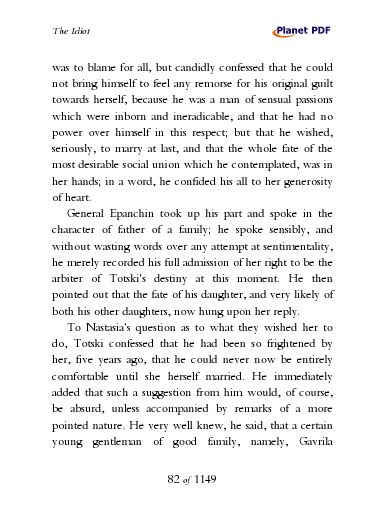 The Idiot
Planet PDF
was to blame for all, but candidly confessed that he could
not bring himself to feel any remorse for his original guilt
towards herself, because he was a man of sensual passions
which were inborn and ineradicable, and that he had no
power over himself in this respect; but that he wished,
seriously, to marry at last, and that the whole fate of the
most desirable social union which he contemplated, was in
her hands; in a word, he confided his all to her generosity
of heart.
General Epanchin took up his part and spoke in the
character of father of a family; he spoke sensibly, and
without wasting words over any attempt at sentimentality,
he merely recorded his full admission of her right to be the
arbiter of Totski's destiny at this moment. He then
pointed out that the fate of his daughter, and very likely of
both his other daughters, now hung upon her reply.
To Nastasia's question as to what they wished her to
do, Totski confessed that he had been so frightened by
her, five years ago, that he could never now be entirely
comfortable until she herself married. He immediately
added that such a suggestion from him would, of course,
be absurd, unless accompanied by remarks of a more
pointed nature. He very well knew, he said, that a certain
young gentleman of good family, namely, Gavrila
82 of 1149